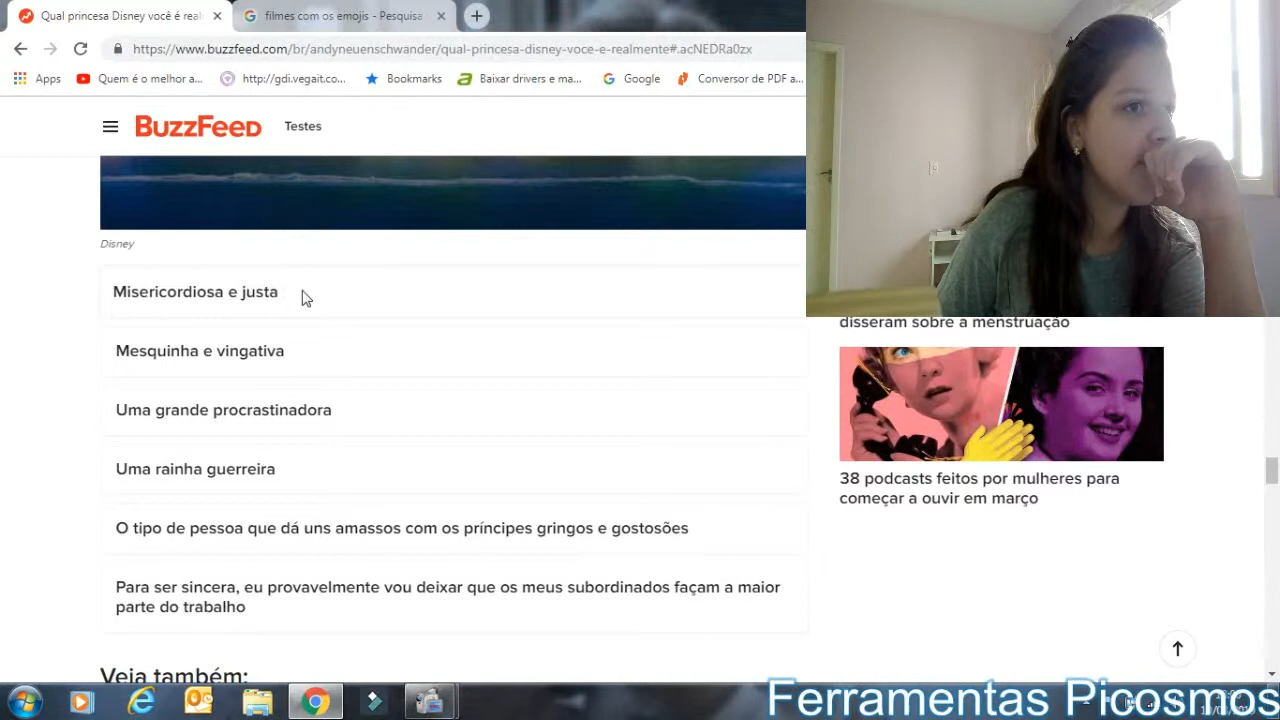 Qual princesa Disney você é real
filmes com os emojis - Pesquisa
https://www.buzzfeed.com/br/andyneuenschwander/qual-princesa-disney-voce-e-realmente#.acNEDRa0zx
Apps
Quem é o melhor a...
http://gdi.vegait.co...
Bookmarks
Baixar drivers e ma...
Google
Conversor de PDF a...
BuzzFeed
Testes
Disney
Misericordiosa e justa
Mesquinha e vingativa
Uma grande procrastinadora
Uma rainha guerreira
O tipo de pessoa que dá uns amassos com os príncipes gringos e gostosões
Para ser sincera, eu provavelmente vou deixar que os meus subordinados façam a maior
parte do trabalho
Veja também:
disseram sobre a menstruação
38 podcasts feitos por mulheres para
começar a ouvir em março
Ferramentas Picosmos